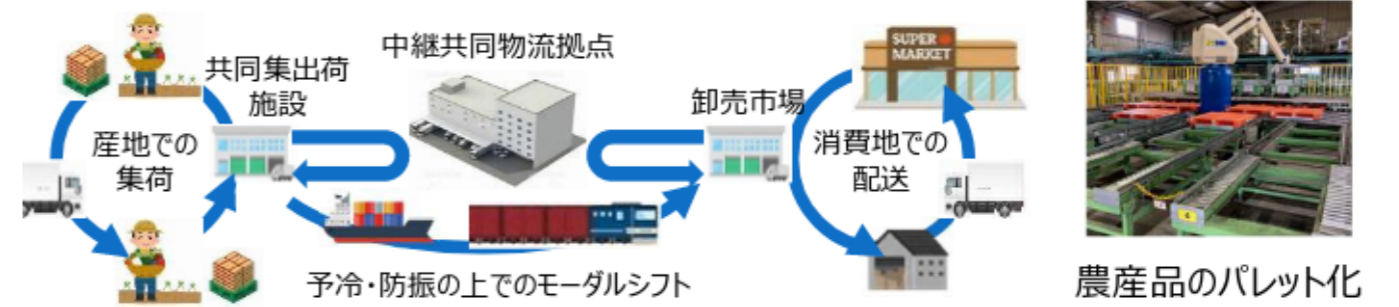 共同集出荷
施設
産地での
集荷
中継共同物流拠点
予冷・防振の上でのモーダルシフト
卸売市場
SUPER
MARKET
消費地での
配送
農産品のパレット化